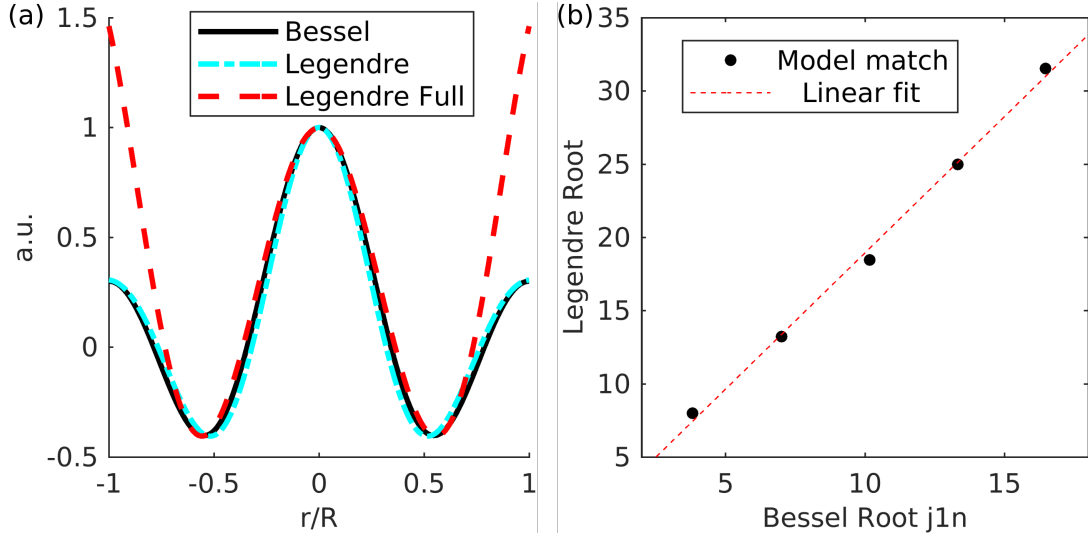 (a)
1.5
1
0.5
0
-0.5
a.u.
-1
-0.5
0
0.5
1
r/R
Bessel
Legendre
Legendre Full
(b)
35
30
25
20
15
10
5
Legendre Root
5
10
15
Bessel Root j1n
Model match
Linear fit